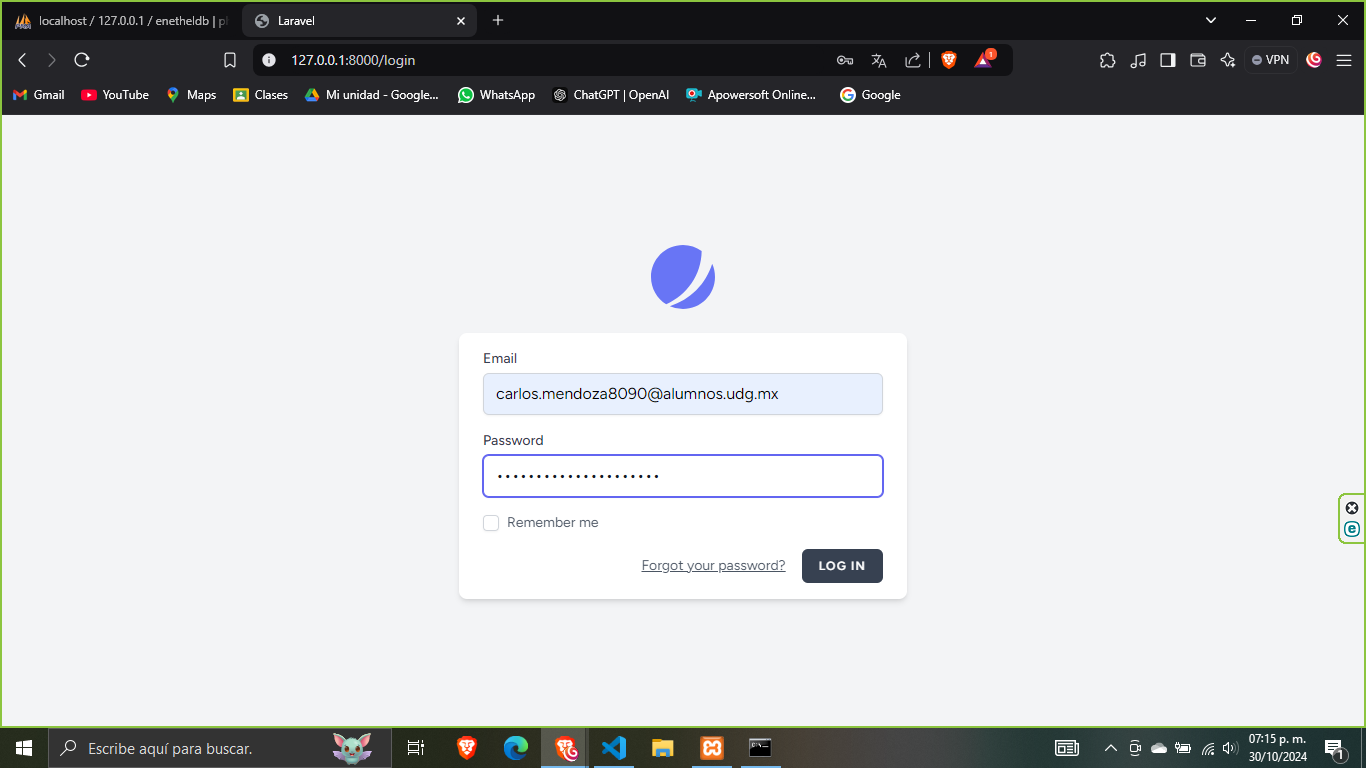 localhost / 127.0.0.1 / enetheldb | ph
Laravel
127.0.0.1:8000/login
1
VPN
Gmail
YouTube
Maps
Clases
Mi unidad - Google...
WhatsApp
ChatGPT | OpenAI
Apowersoft Online...
Google
Email
carlos.mendoza8090@alumnos.udg.mx
Password
•••••••••••••••••••••
Remember me
Forgot your password?
LOG IN
Escribe aquí para buscar.
07:15 p. m.
30/10/2024
1